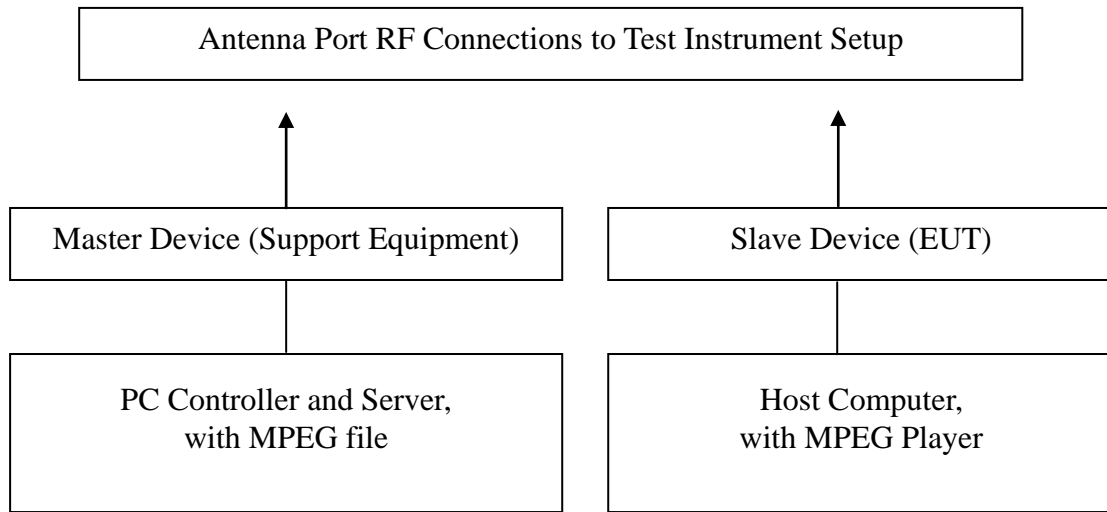 Antenna Port RF Connections to Test Instrument Setup
Master Device (Support Equipment)
Slave Device (EUT)
PC Controller and Server,
with MPEG file
Host Computer,
with MPEG Player